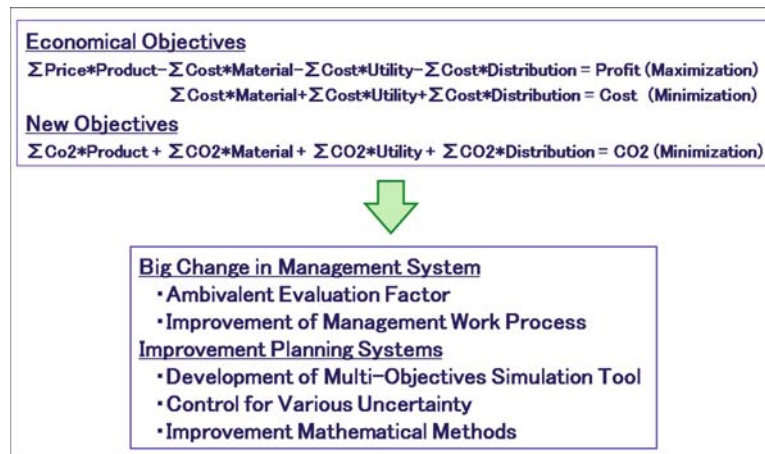 Economical Objectives
ΣPrice*Product-ΣCost*Material-ΣCost*Utility-ΣCost*Distribution = Profit (Maximization)
ΣCost*Material+ΣCost*Utility+ΣCost*Distribution = Cost (Minimization)
New Objectives
ΣCo2*Product + ΣCO2*Material + ΣCO2*Utility + ΣCO2*Distribution = CO2 (Minimization)
Big Change in Management System
・Ambivalent Evaluation Factor
・Improvement of Management Work Process
Improvement Planning Systems
・Development of Multi-Objectives Simulation Tool
・Control for Various Uncertainty
・Improvement Mathematical Methods